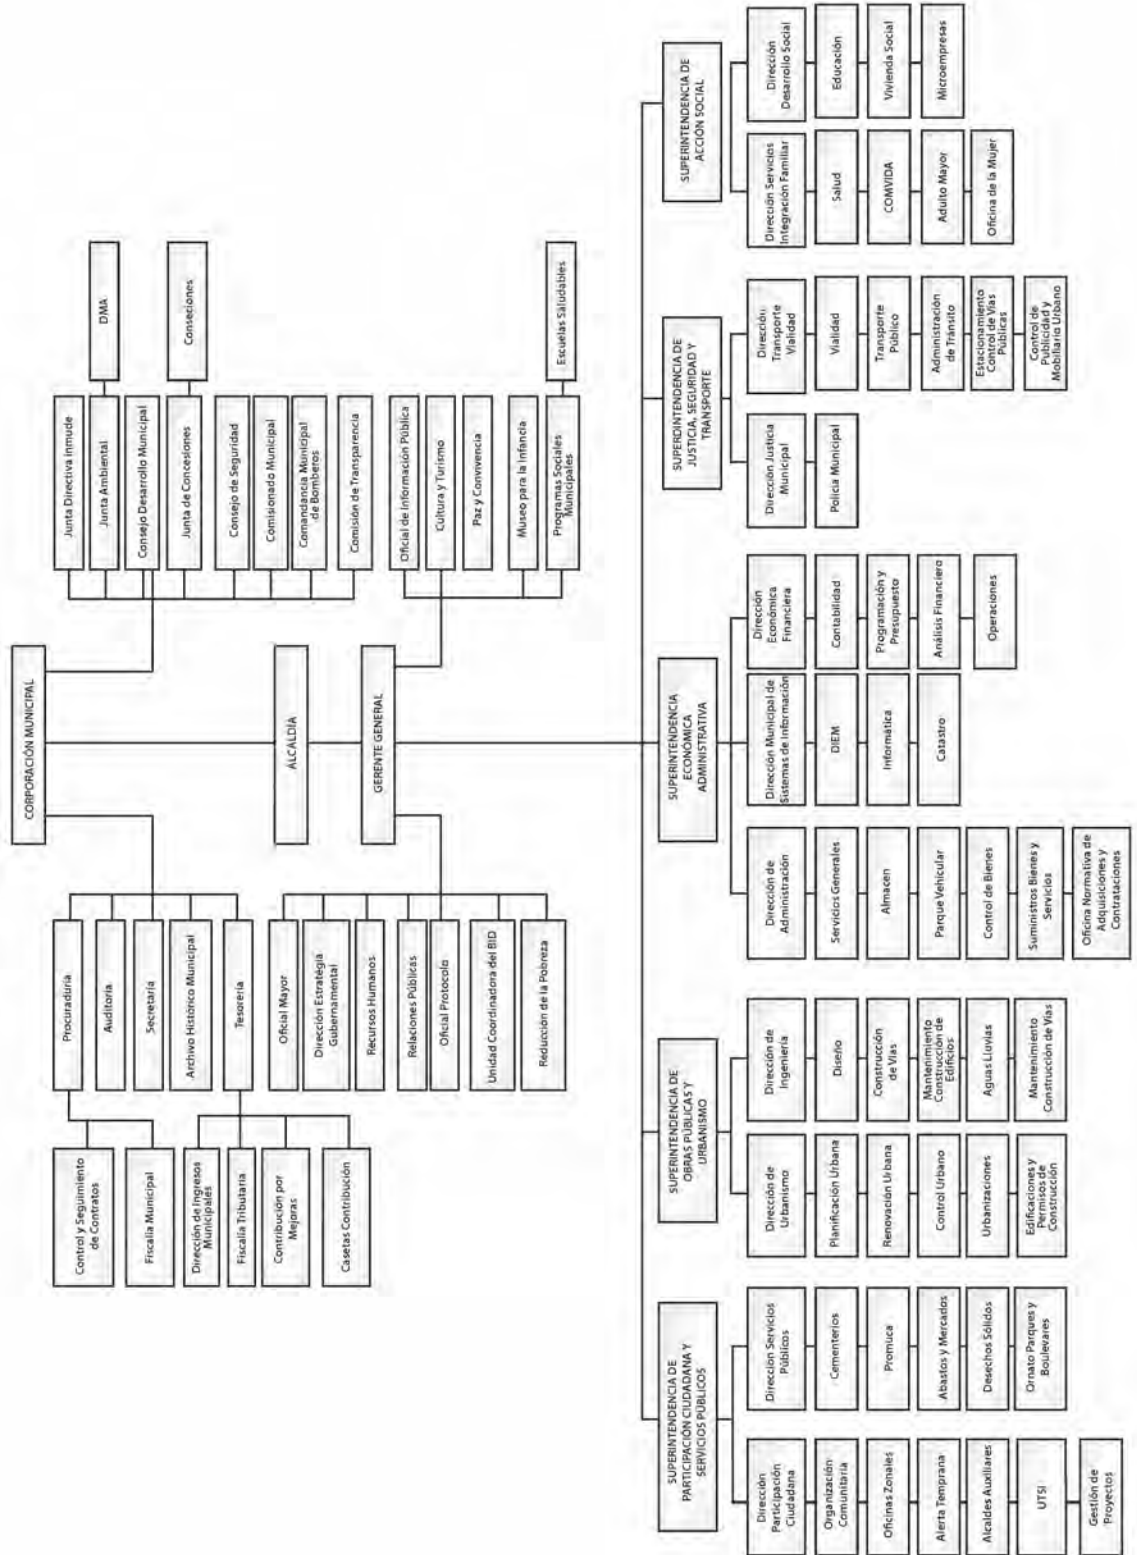 CORPORACIÓN MUNICIPAL
Procuraduría
Auditoría
Secretaría
Archivo Histórico Municipal
Tesorería
Control y Seguimiento
de Contratos
Fiscalía Municipal
Dirección de Ingresos
Municipales
Fiscalía Tributaria
Contribución por
Mejoras
Casetas Contribución
Junta Directiva Inmude
Junta Ambiental
Consejo Desarrollo Municipal
Junta de Concesiones
Consejo de Seguridad
Comisionado Municipal
Comandancia Municipal
de Bomberos
Comisión de Transparencia
DMA
Conseciones
ALCALDÍA
GERENTE GENERAL
Oficial Mayor
Dirección Estratégia
Gubernamental
Recursos Humanos
Relaciones Públicas
Oficial Protocolo
Unidad Coordinadora del BID
Reducción de la Pobreza
Oficial de Información Pública
Cultura y Turismo
Paz y Convivencia
Museo para la Infancia
Programas Sociales
Municipales
Escuelas Saludables
SUPERINTENDENCIA DE
PARTICIPACIÓN CIUDADANA Y
SERVICIOS PÚBLICOS
Dirección
Participación
Ciudadana
Organización
Comunitaria
Oficinas Zonales
Alerta Temprana
Alcaldes Auxiliares
UTSI
Gestión de
Proyectos
Dirección Servicios
Públicos
Cementerios
Promuca
Abastos y Mercados
Desechos Sólidos
Ornato Parques y
Boulevares
SUPERINTENDENCIA DE
OBRAS PÚBLICAS Y
URBANISMO
Dirección de
Urbanismo
Planificación Urbana
Renovación Urbana
Control Urbano
Urbanizaciones
Edificaciones y
Permisos de
Construcción
Dirección de
Ingeniería
Diseño
Construcción
de Vías
Mantenimiento
Construcción de
Edificios
Aguas Lluvias
Mantenimiento
Construcción de Vías
SUPERINTENDENCIA
ECONÓMICA
ADMINISTRATIVA
Dirección de
Administración
Servicios Generales
Almacen
Parque Vehicular
Control de Bienes
Suministros Bienes y
Servicios
Oficina Normativa de
Adquisiciones y
Contrataciones
Dirección Municipal de
Sistemas de Información
DIEM
Informática
Catastro
Dirección
Económica
Financiera
Contabilidad
Programación y
Presupuesto
Análisis Financiero
Operaciones
SUPERDINTENDENCIA DE
JUSTICIA, SEGURIDAD Y
TRANSPORTE
Dirección Justicia
Municipal
Policía Municipal
Dirección
Transporte
Vialidad
Vialidad
Transporte
Público
Administración
de Tránsito
Estacionamiento
Control de Vías
Públicas
Control de
Publicidad y
Mobiliario Urbano
SUPERINTENDENCIA DE
ACCIÓN SOCIAL
Dirección Servicios
Integración Familiar
Salud
COMVIDA
Adulto Mayor
Oficina de la Mujer
Dirección
Desarrollo Social
Educación
Vivienda Social
Microempresas